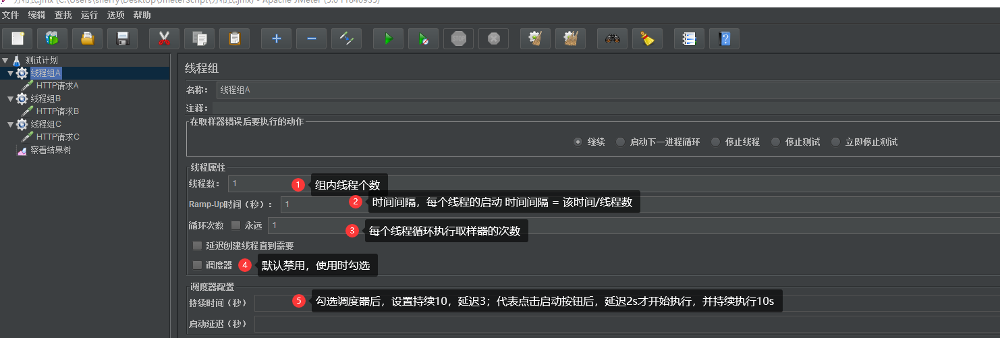 分布式.jmx (C:\Users\sherry\Desktop\JmeterScript\分布式.jmx) - Apache JMeter (5.0 r1840935)
文件 编辑 查找 运行 选项 帮助
STOP
测试计划
线程组A
HTTP请求A
线程组B
HTTP请求B
线程组C
HTTP请求C
察看结果树
线程组
名称： 线程组A
注释：
在取样器错误后要执行的动作
继续 启动下一进程循环 停止线程 停止测试 立即停止测试
线程属性
线程数： 1 1 组内线程个数
Ramp-Up时间（秒）： 1 2 时间间隔，每个线程的启动 时间间隔 = 该时间/线程数
循环次数 永远 1 3 每个线程循环执行取样器的次数
延迟创建线程直到需要
调度器 4 默认禁用，使用时勾选
调度器配置
持续时间（秒） 5 勾选调度器后，设置持续10，延迟3；代表点击启动按钮后，延迟2s才开始执行，并持续执行10s
启动延迟（秒）